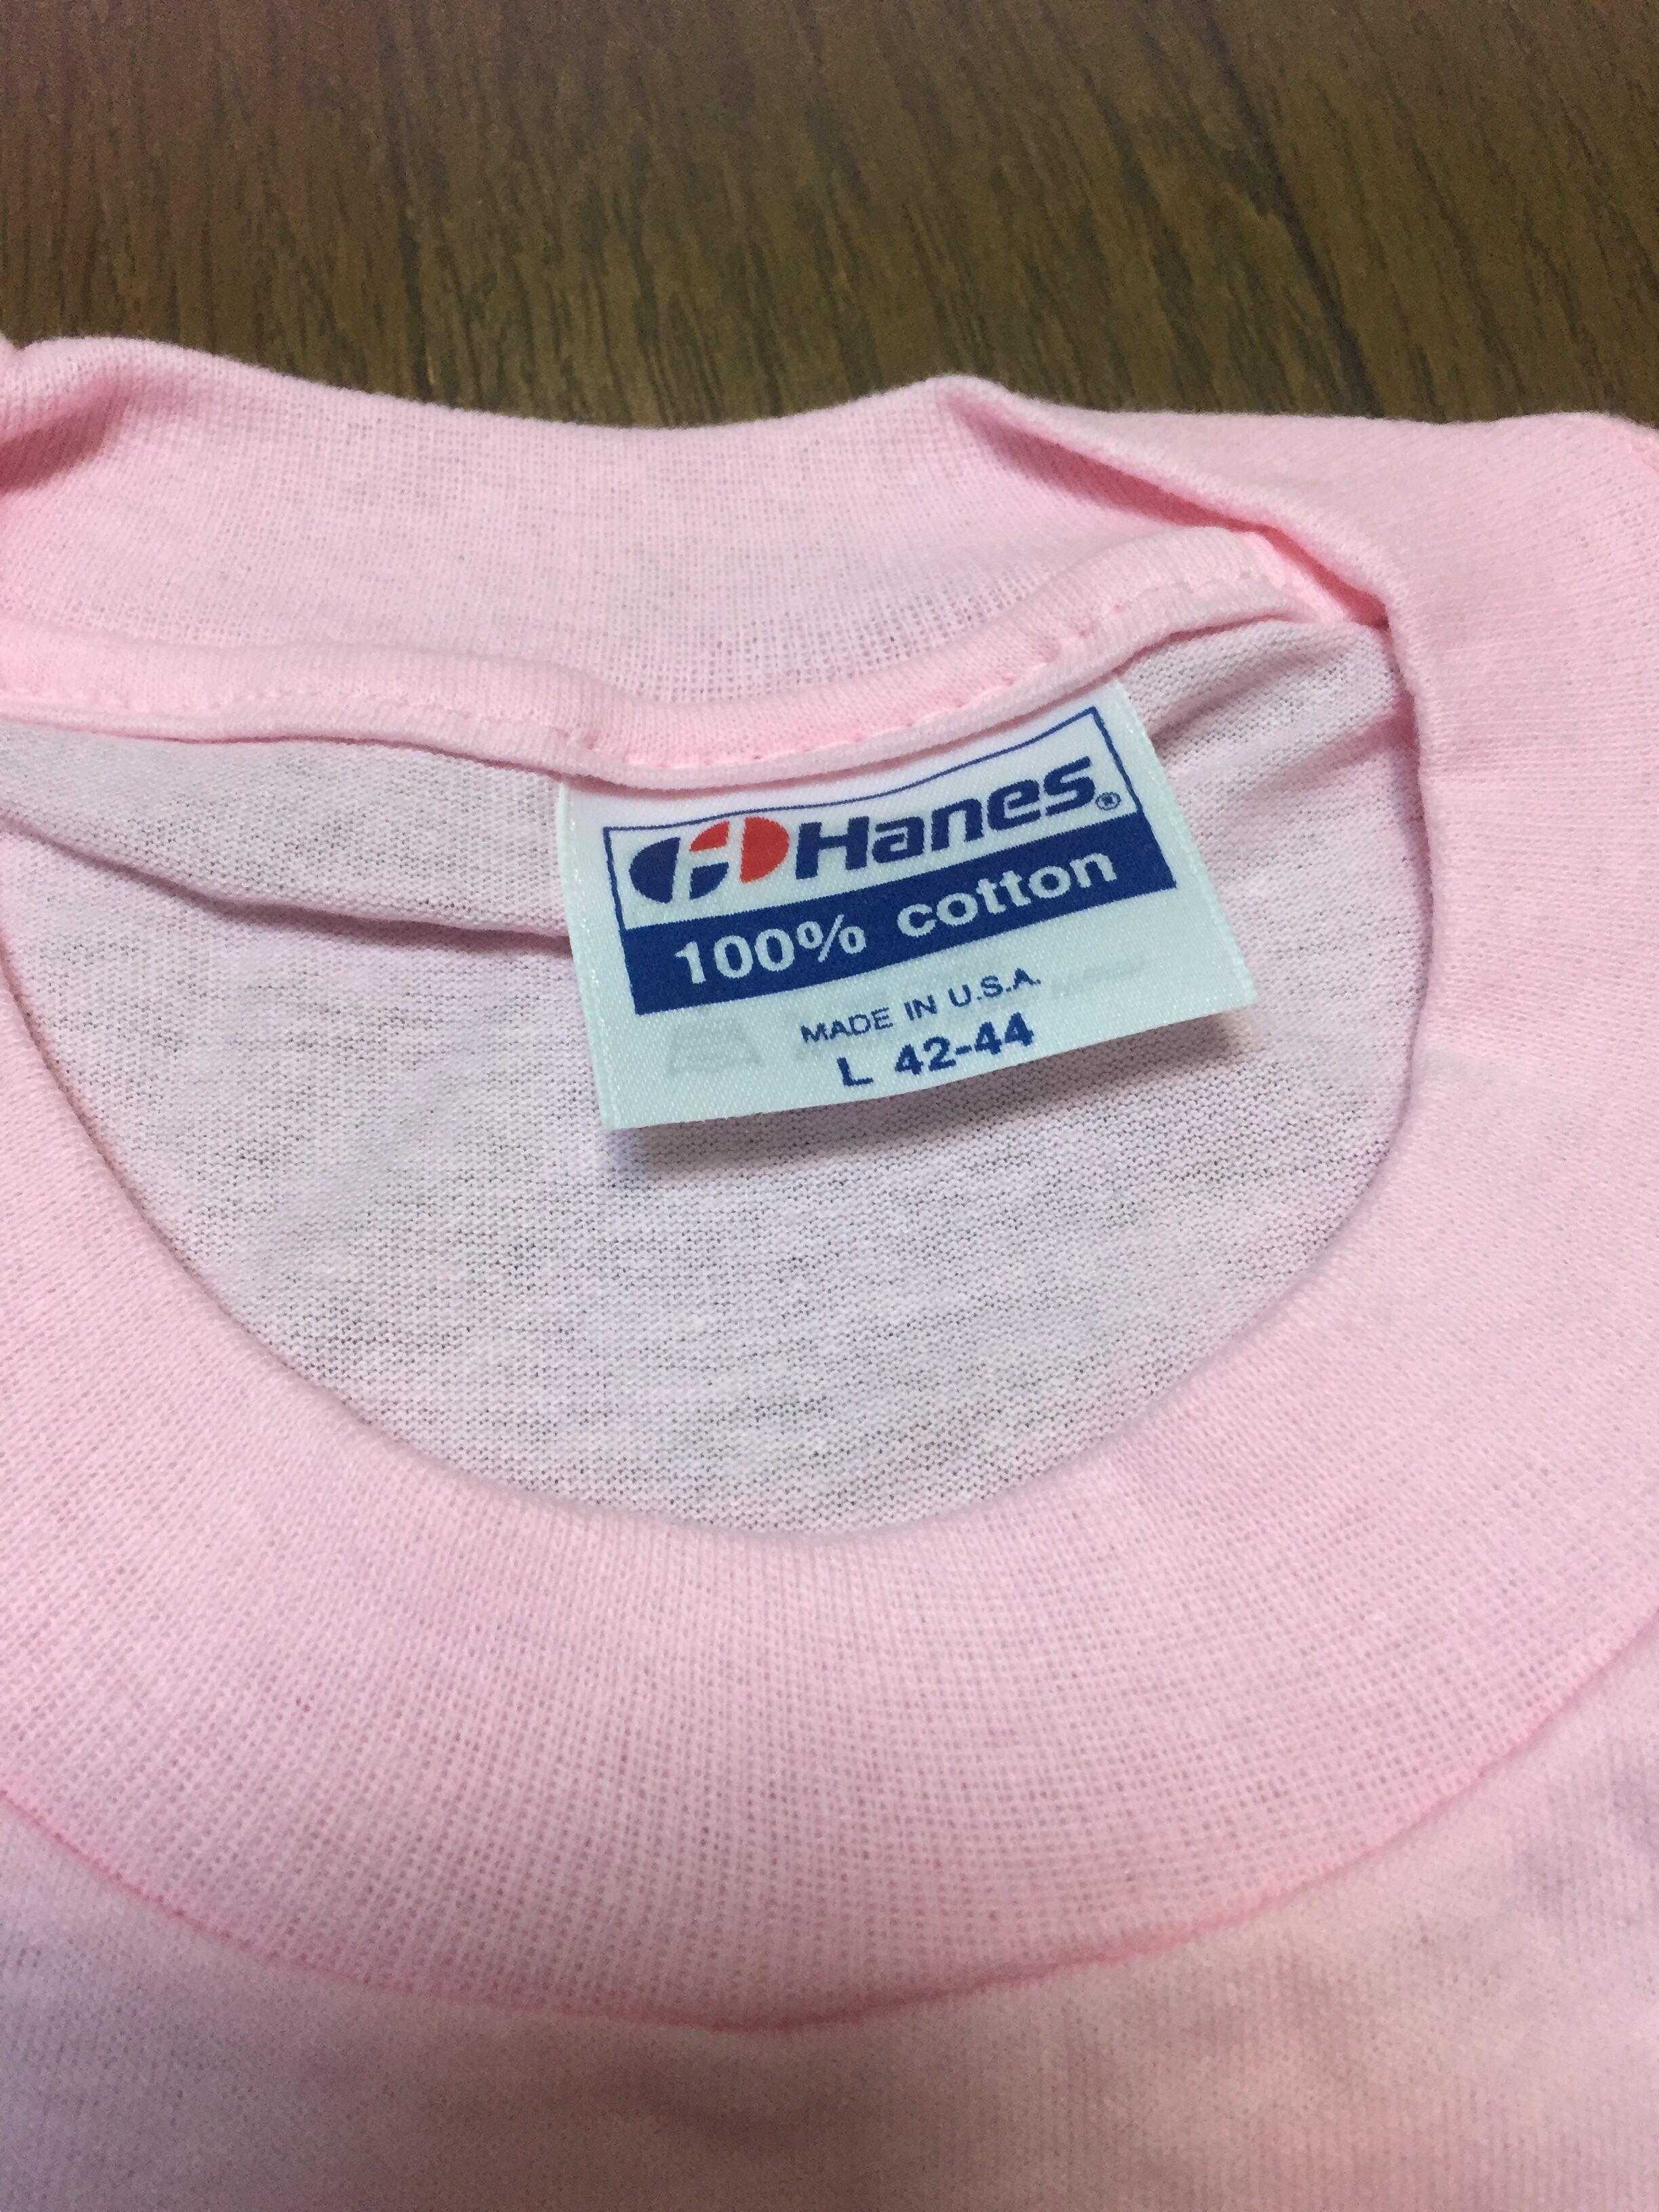 Hanes®
100% cotton
MADE IN U.S.A.
L 42-44